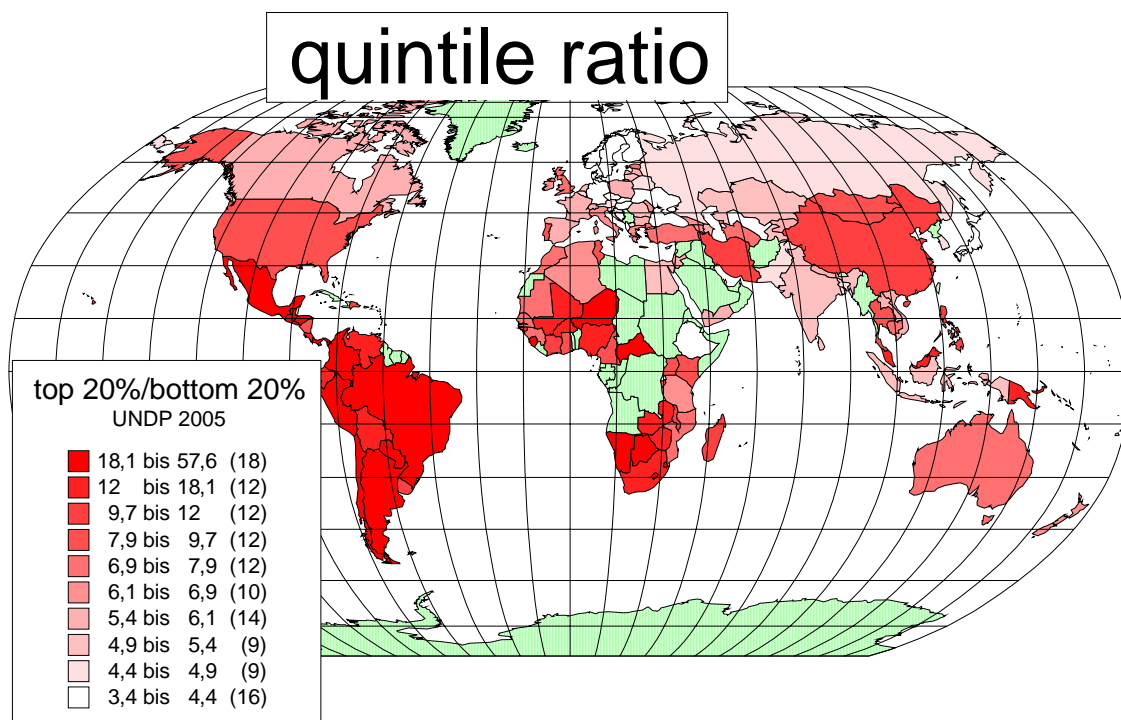 quintile ratio
top 20%/bottom 20%
UNDP 2005
18,1 bis 57,6 (18)
12 bis 18,1 (12)
9,7 bis 12 (12)
7,9 bis 9,7 (12)
6,9 bis 7,9 (12)
6,1 bis 6,9 (10)
5,4 bis 6,1 (14)
4,9 bis 5,4 (9)
4,4 bis 4,9 (9)
3,4 bis 4,4 (16)